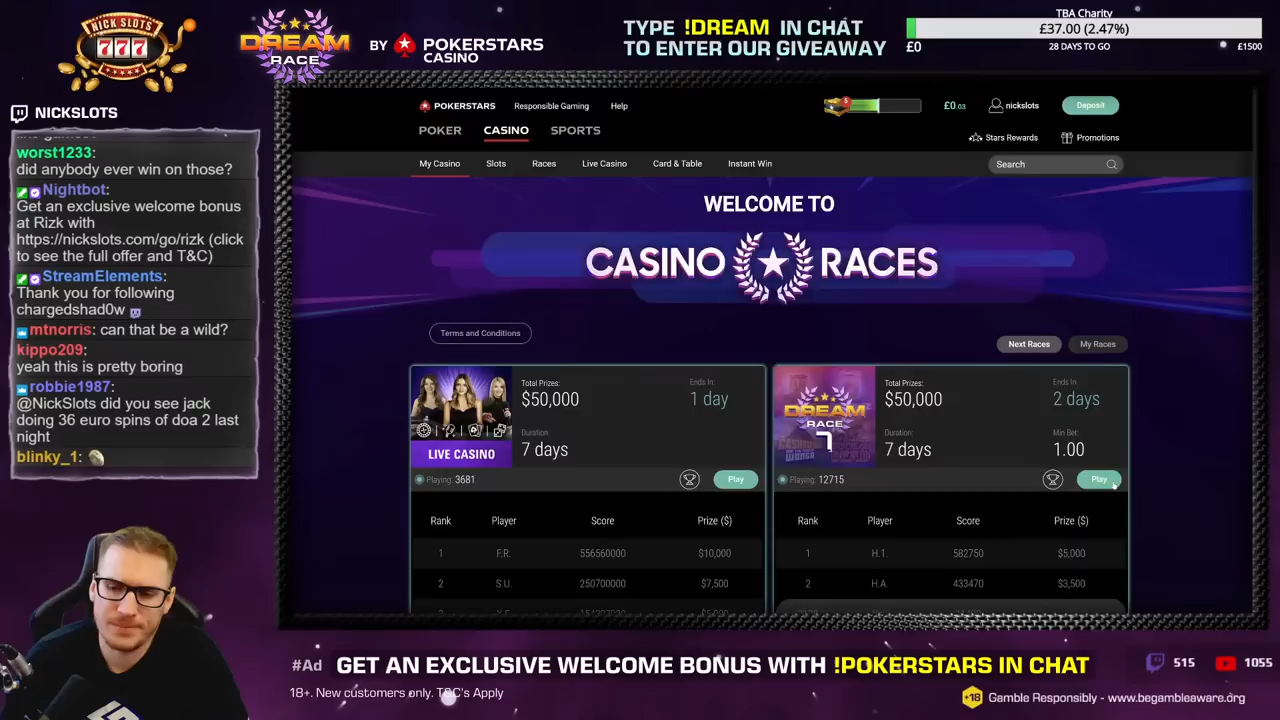 NICK SLOTS
777
DREAM
RACE
BY POKERSTARS
CASINO
TYPE !DREAM IN CHAT
TO ENTER OUR GIVEAWAY
TBA Charity
£37.00 (2.47%)
£0
28 DAYS TO GO
£1500
NICKSLOTS
worst1233:
did anybody ever win on those?
Nightbot:
Get an exclusive welcome bonus
at Rizk with
https://nickslots.com/go/rizk (click
to see the full offer and T&C)
StreamElements:
Thank you for following
chargedshad0w
mtnorris: can that be a wild?
kippo209:
yeah this is pretty boring
robbie1987:
@NickSlots did you see jack
doing 36 euro spins of doa 2 last
night
blinky_1:
POKERSTARS
Responsible Gaming
Help
5
£0.03
nickslots
Deposit
POKER
CASINO
SPORTS
Stars Rewards
Promotions
My Casino
Slots
Races
Live Casino
Card & Table
Instant Win
Search
WELCOME TO
CASINO RACES
Terms and Conditions
Next Races
My Races
LIVE CASINO
Total Prizes:
$50,000
Ends In
1 day
Duration:
7 days
Playing: 3681
Play
Rank Player Score Prize ($)
1 F.R. 556560000 $10,000
2 S.U. 250700000 $7,500
DREAM
RACE
7
Total Prizes:
$50,000
Ends In
2 days
Duration:
7 days
Min Bet:
1.00
Playing: 12715
Play
Rank Player Score Prize ($)
1 H.1. 582750 $5,000
2 H.A. 433470 $3,500
#Ad GET AN EXCLUSIVE WELCOME BONUS WITH !POKERSTARS IN CHAT
18+. New customers only. T&C's Apply
515
1055
+18 Gamble Responsibly - www.begambleaware.org